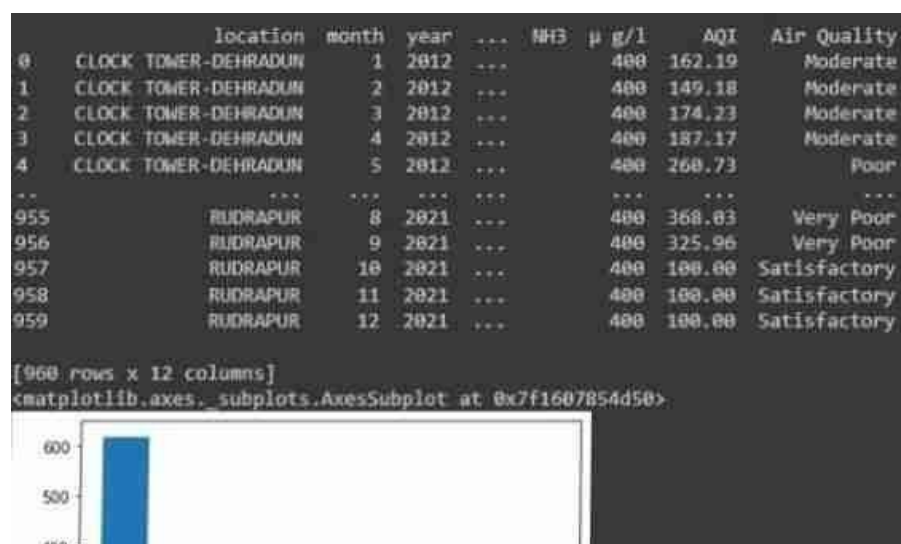 location month year ... NH3 µ g/l AQI Air Quality
0 CLOCK TOWER-DEHRADUN 1 2012 ... 400 162.19 Moderate
1 CLOCK TOWER-DEHRADUN 2 2012 ... 400 149.18 Moderate
2 CLOCK TOWER-DEHRADUN 3 2012 ... 400 174.23 Moderate
3 CLOCK TOWER-DEHRADUN 4 2012 ... 400 187.17 Moderate
4 CLOCK TOWER-DEHRADUN 5 2012 ... 400 260.73 Poor
.. ... ... ... ... ... ... ...
955 RUDRAPUR 8 2021 ... 400 368.03 Very Poor
956 RUDRAPUR 9 2021 ... 400 325.96 Very Poor
957 RUDRAPUR 10 2021 ... 400 100.00 Satisfactory
958 RUDRAPUR 11 2021 ... 400 100.00 Satisfactory
959 RUDRAPUR 12 2021 ... 400 100.00 Satisfactory
[960 rows x 12 columns]
<matplotlib.axes._subplots.AxesSubplot at 0x7f1607854d50>
600
500